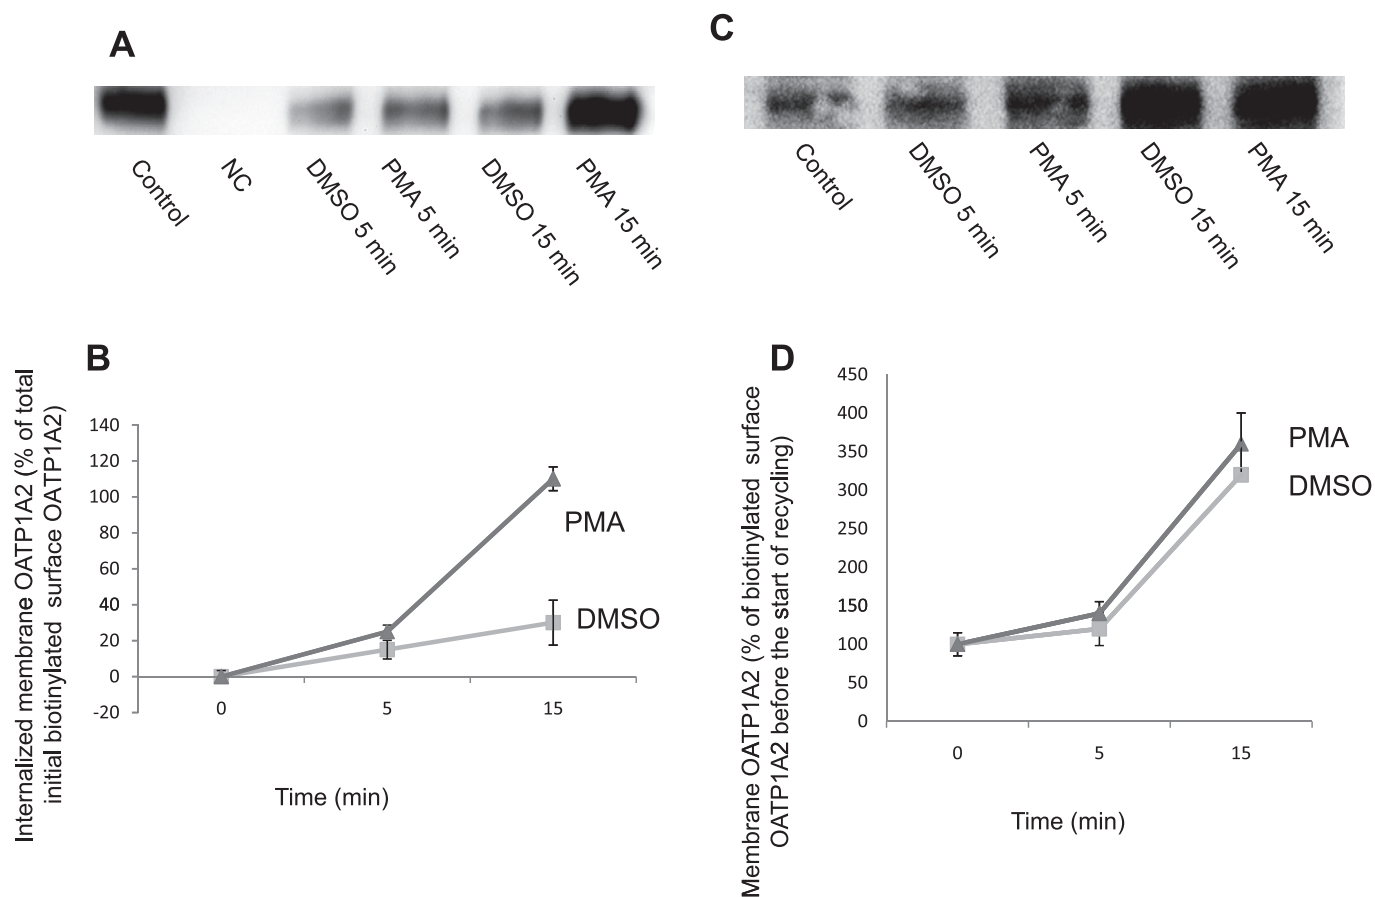 A
Control
NC
DMSO 5 min
PMA 5 min
DMSO 15 min
PMA 15 min
C
Control
DMSO 5 min
PMA 5 min
DMSO 15 min
PMA 15 min
B
Internalized membrane OATP1A2 (% of total
initial biotinylated surface OATP1A2)
140
120
100
80
60
40
20
0
-20
0
5
15
PMA
DMSO
Time (min)
D
Membrane OATP1A2 (% of biotinylated surface
OATP1A2 before the start of recycling)
450
400
350
300
250
200
150
100
50
0
0
5
15
PMA
DMSO
Time (min)